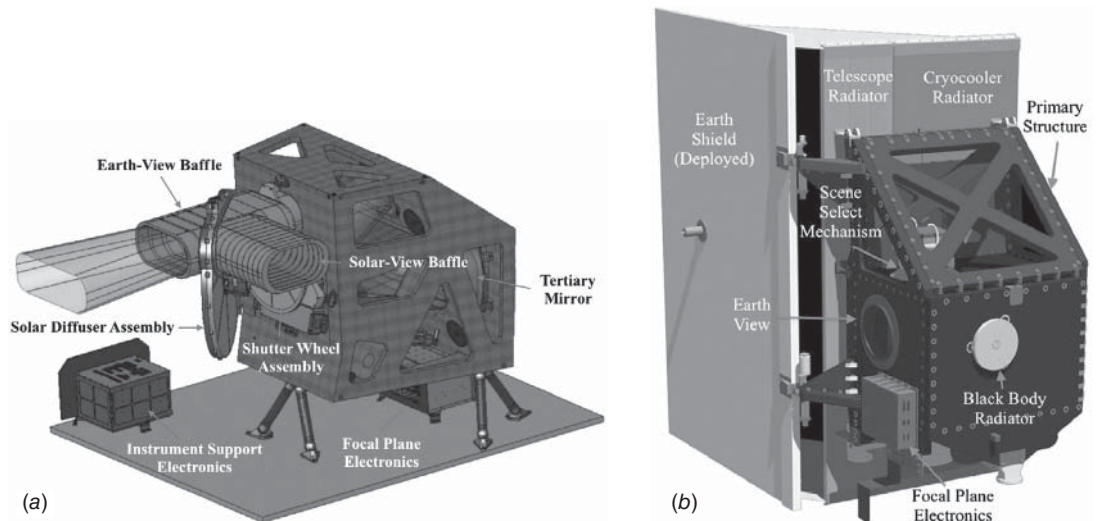 Earth-View Baffle
Solar-View Baffle
Tertiary
Mirror
Solar Diffuser Assembly
Shutter Wheel
Assembly
Instrument Support
Electronics
Focal Plane
Electronics
(a)
Telescope
Radiator
Cryocooler
Radiator
Primary
Structure
Earth
Shield
(Deployed)
Scene
Select
Mechanism
Earth
View
Black Body
Radiator
Focal Plane
Electronics
(b)